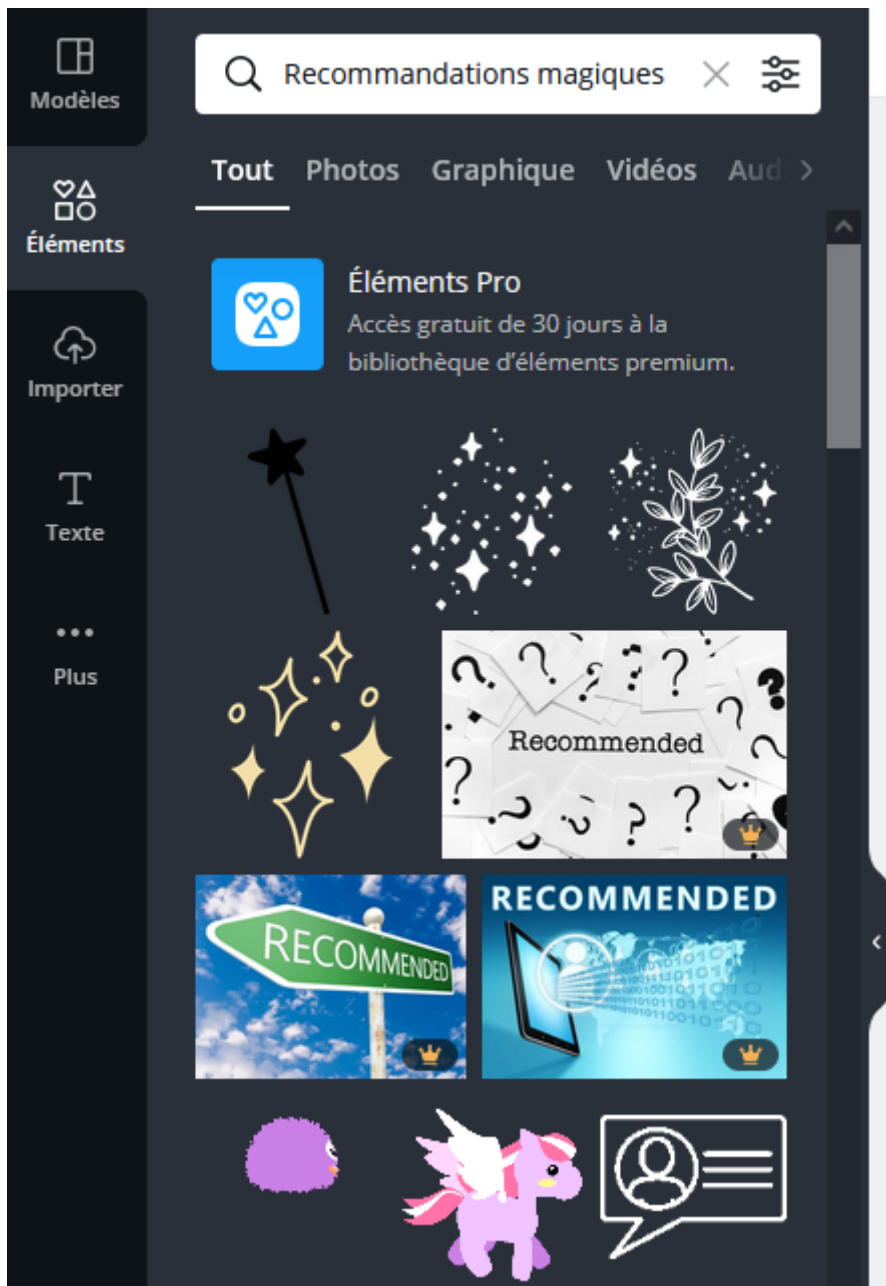 Recommandations magiques
Modèles
Tout Photos Graphique Vidéos Aud
Éléments
Éléments Pro
Accès gratuit de 30 jours à la
bibliothèque d’éléments premium.
Importer
Texte
Plus
? ? ? ? ?
Recommended
? ? ? ?
RECOMMENDED
RECOMMENDED